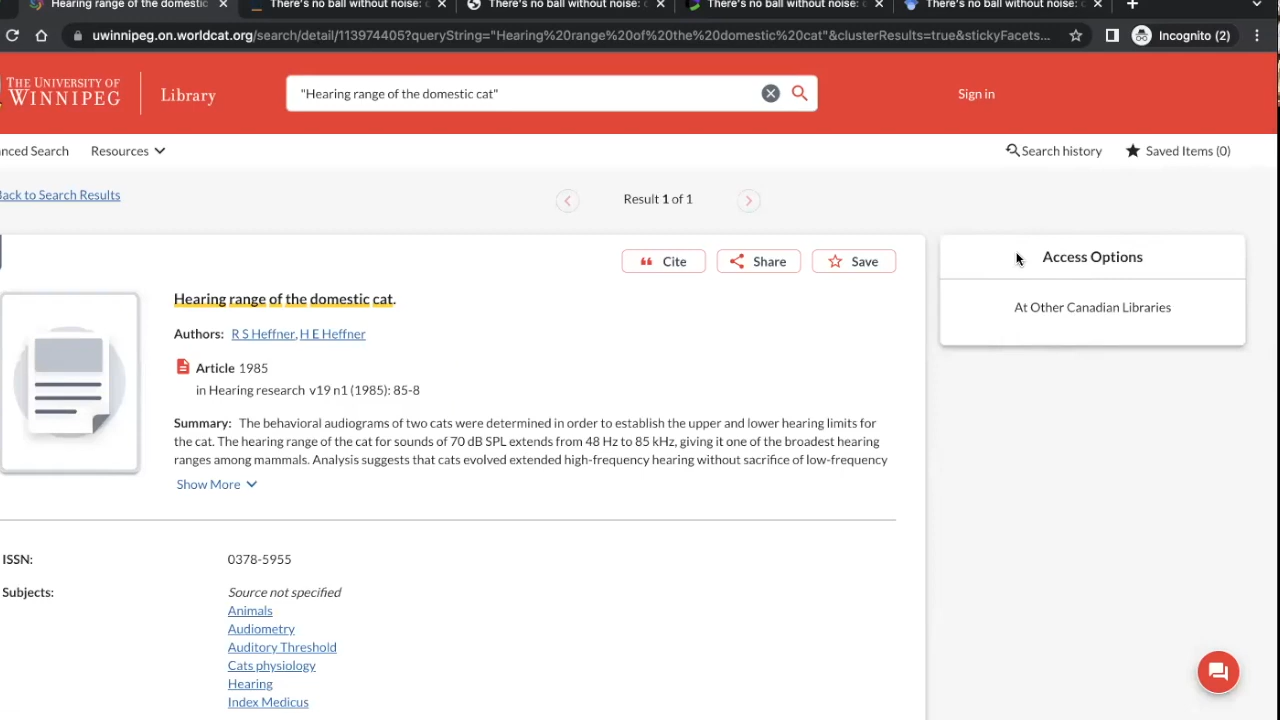 Hearing range of the domestic
There's no ball without noise: c
There's no ball without noise: c
There's no ball without noise: c
There's no ball without noise: c
uwinnipeg.on.worldcat.org/search/detail/113974405?queryString="Hearing%20range%20of%20the%20domestic%20cat"&clusterResults=true&stickyFacets...
Incognito (2)
THE UNIVERSITY OF
WINNIPEG
Library
"Hearing range of the domestic cat"
Sign in
nced Search
Resources
Search history
Saved Items (0)
Back to Search Results
Result 1 of 1
Cite
Share
Save
Access Options
At Other Canadian Libraries
Hearing range of the domestic cat.
Authors: R S Heffner, H E Heffner
Article 1985
in Hearing research v19 n1 (1985): 85-8
Summary: The behavioral audiograms of two cats were determined in order to establish the upper and lower hearing limits for
the cat. The hearing range of the cat for sounds of 70 dB SPL extends from 48 Hz to 85 kHz, giving it one of the broadest hearing
ranges among mammals. Analysis suggests that cats evolved extended high-frequency hearing without sacrifice of low-frequency
Show More
ISSN: 0378-5955
Subjects: Source not specified
Animals
Audiometry
Auditory Threshold
Cats physiology
Hearing
Index Medicus